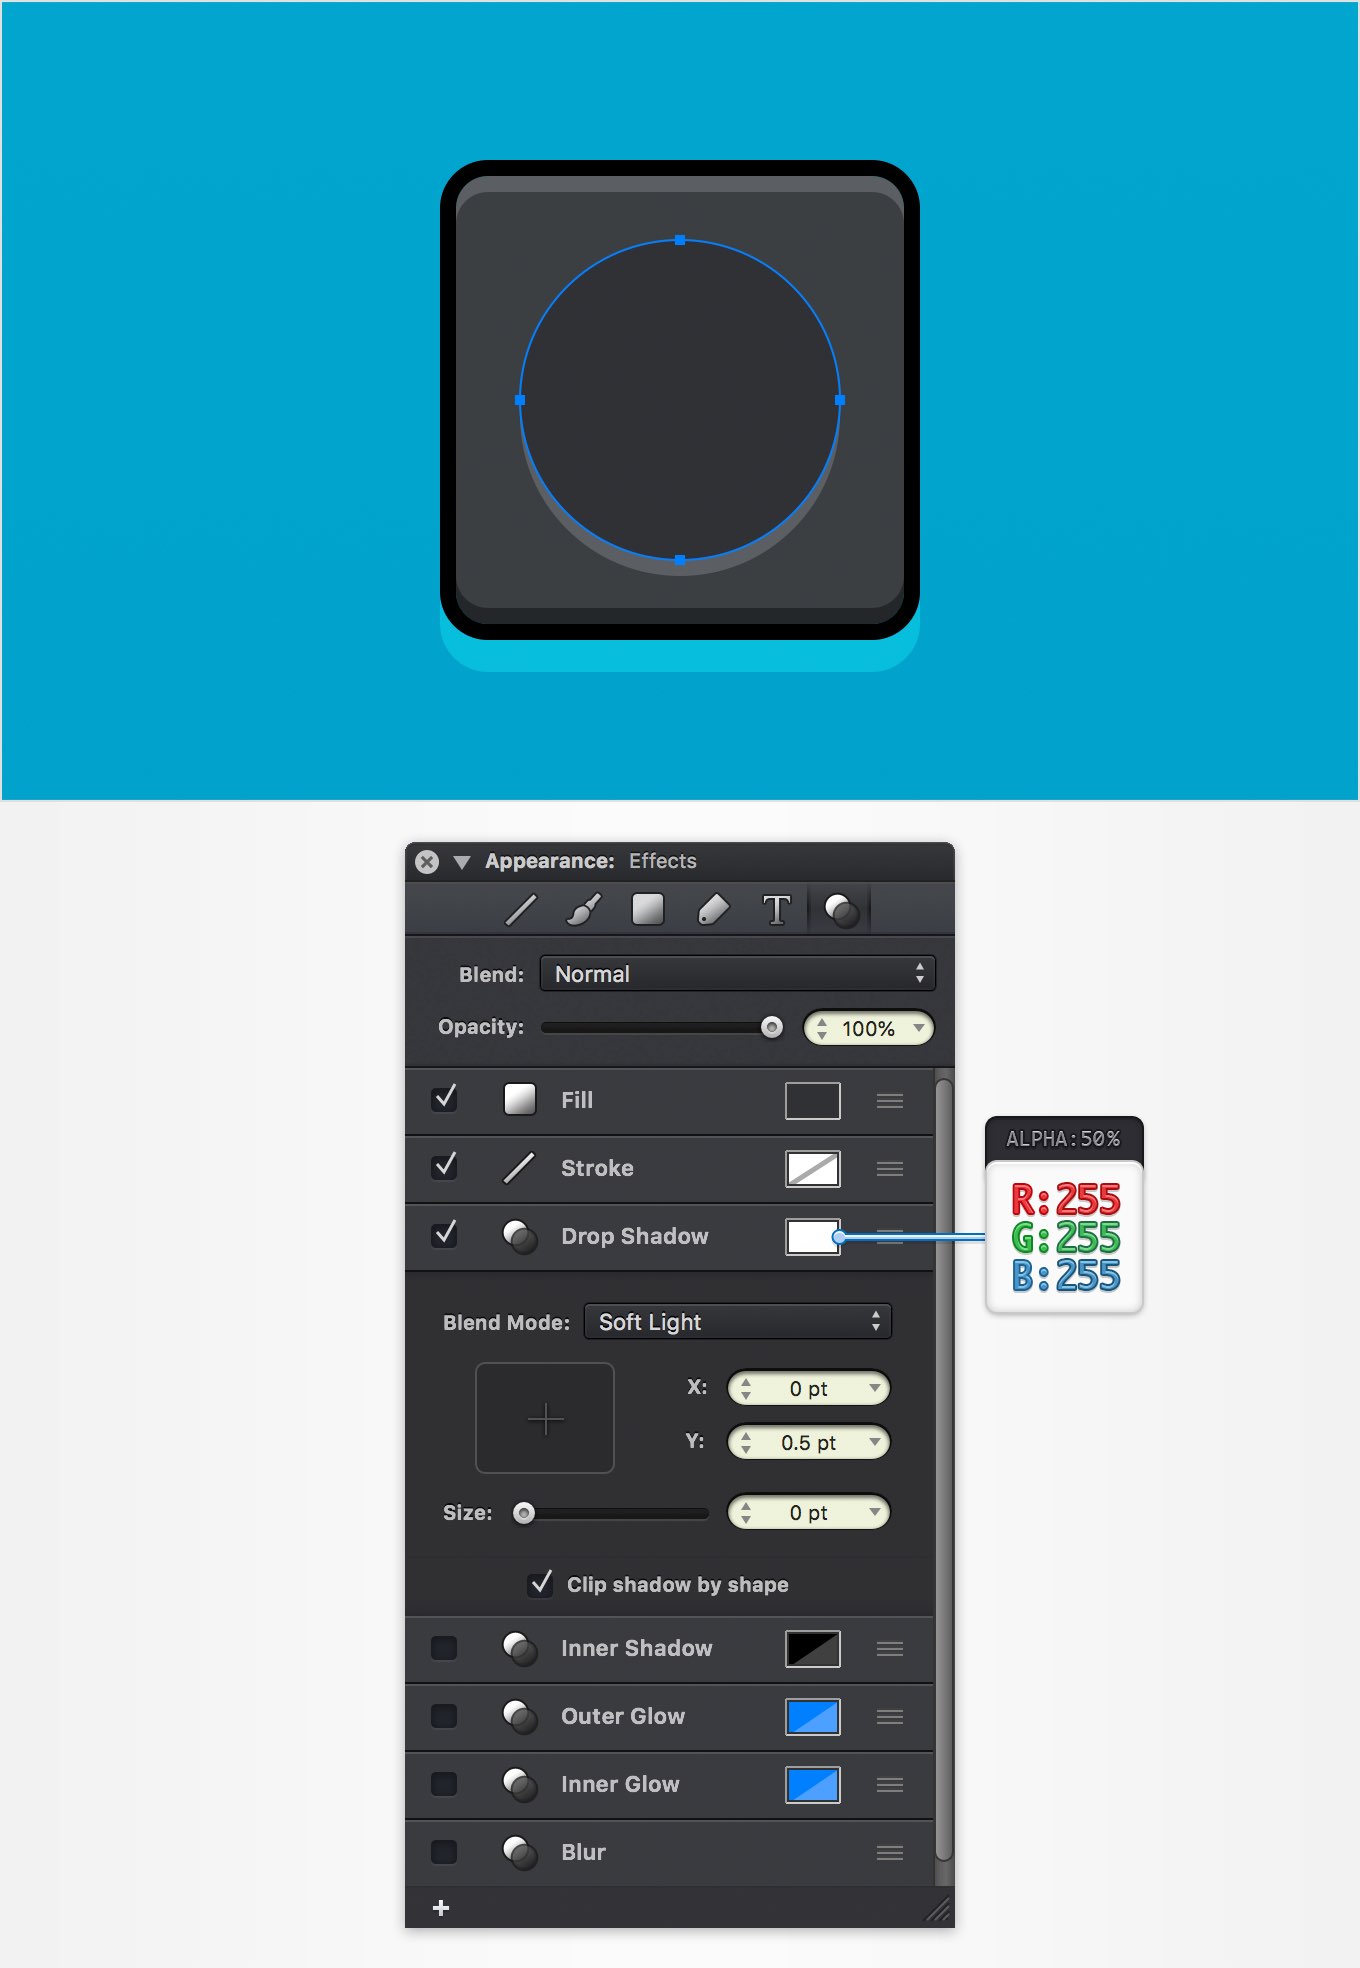 Appearance: Effects
T
Blend: Normal
Opacity: 100%
Fill
Stroke
Drop Shadow
ALPHA:50%
R:255
G:255
B:255
Blend Mode: Soft Light
X: 0 pt
Y: 0.5 pt
Size: 0 pt
Clip shadow by shape
Inner Shadow
Outer Glow
Inner Glow
Blur